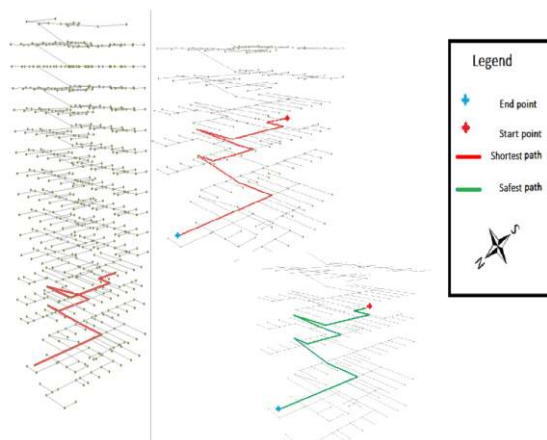 Legend
End point
Start point
Shortest path
Safest path
S
N